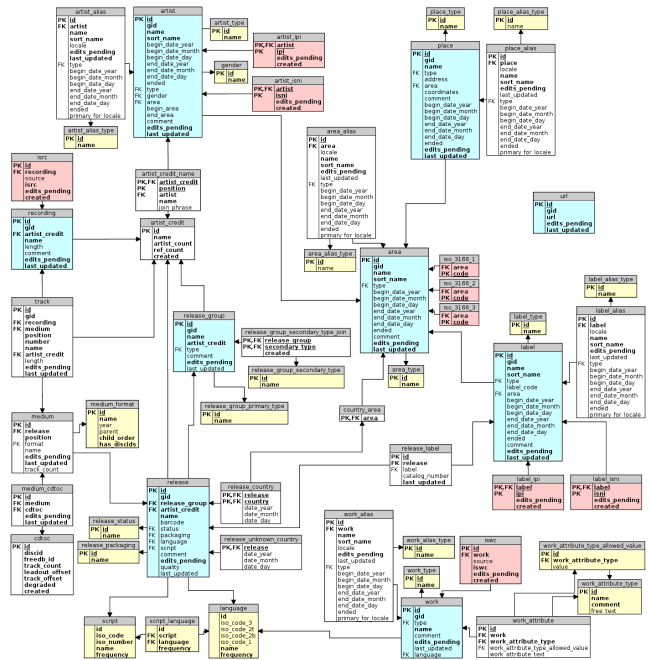 artist_alias
PK id
FK artist
name
sort_name
locale
edits_pending
last_updated
FK type
begin_date_year
begin_date_month
begin_date_day
end_date_year
end_date_month
end_date_day
ended
primary for locale
artist_alias_type
PK id
name
artist
PK id
gid
name
sort_name
begin_date_year
begin_date_month
begin_date_day
end_date_year
end_date_month
end_date_day
ended
FK type
FK gender
FK area
begin_area
end_area
comment
edits_pending
last_updated
artist_type
PK id
name
artist_ipi
PK,FK artist
PK ipi
edits_pending
created
gender
PK id
name
artist_isni
PK,FK artist
PK isni
edits_pending
created
place_type
PK id
name
place_alias_type
PK id
name
place
PK id
gid
name
FK type
address
FK area
coordinates
comment
begin_date_year
begin_date_month
begin_date_day
end_date_year
end_date_month
end_date_day
ended
edits_pending
last_updated
place_alias
PK id
FK place
locale
name
sort_name
edits_pending
last_updated
FK type
begin_date_year
begin_date_month
begin_date_day
end_date_year
end_date_month
end_date_day
ended
primary for locale
isrc
PK id
FK recording
source
isrc
edits_pending
created
recording
PK id
gid
FK artist_credit
name
length
comment
edits_pending
last_updated
artist_credit_name
PK,FK artist_credit
PK position
FK artist
name
join_phrase
artist_credit
PK id
name
artist_count
ref_count
created
area_alias
PK id
FK area
locale
name
sort_name
edits_pending
last_updated
FK type
begin_date_year
begin_date_month
begin_date_day
end_date_year
end_date_month
end_date_day
ended
primary for locale
area_alias_type
PK id
name
url
PK id
gid
url
edits_pending
last_updated
area
PK id
gid
name
sort_name
FK type
begin_date_year
begin_date_month
begin_date_day
end_date_year
end_date_month
end_date_day
ended
comment
edits_pending
last_updated
iso_3166_1
FK area
PK code
iso_3166_2
FK area
PK code
iso_3166_3
FK area
PK code
area_type
PK id
name
label_alias_type
PK id
name
label_type
PK id
name
label_alias
PK id
FK label
locale
name
sort_name
edits_pending
last_updated
FK type
begin_date_year
begin_date_month
begin_date_day
end_date_year
end_date_month
end_date_day
ended
primary for locale
label
PK id
gid
name
sort_name
FK type
label_code
FK area
begin_date_year
begin_date_month
begin_date_day
end_date_year
end_date_month
end_date_day
ended
comment
edits_pending
last_updated
label_ipi
PK,FK label
PK ipi
edits_pending
created
label_isni
PK,FK label
PK isni
edits_pending
created
track
PK id
gid
FK recording
FK medium
position
number
name
FK artist_credit
length
edits_pending
last_updated
release_group
PK id
gid
name
FK artist_credit
FK type
comment
edits_pending
last_updated
release_group_secondary_type_join
PK,FK release_group
PK,FK secondary_type
created
release_group_secondary_type
PK id
name
release_group_primary_type
PK id
name
country_area
PK,FK area
medium
PK id
FK release
position
FK format
name
edits_pending
last_updated
track_count
medium_format
PK id
name
year
FK parent
child_order
has_discids
medium_cdtoc
PK id
FK medium
FK cdtoc
edits_pending
last_updated
cdtoc
PK id
discid
freedb_id
track_count
leadout_offset
track_offset
degraded
created
release
PK id
gid
FK release_group
FK artist_credit
name
barcode
FK status
FK packaging
FK language
FK script
comment
edits_pending
quality
last_updated
release_status
PK id
name
release_packaging
PK id
name
release_country
PK,FK release
PK,FK country
date_year
date_month
date_day
release_unknown_country
PK,FK release
date_year
date_month
date_day
release_label
PK id
FK release
FK label
catalog_number
last_updated
work_alias
PK id
FK work
name
sort_name
locale
edits_pending
last_updated
FK type
begin_date_year
begin_date_month
begin_date_day
end_date_year
end_date_month
end_date_day
ended
primary for locale
work_alias_type
PK id
name
iswc
PK id
FK work
source
iswc
edits_pending
created
work_type
PK id
name
work
PK id
gid
FK type
name
comment
edits_pending
last_updated
FK language
work_attribute_type_allowed_value
PK id
FK work_attribute_type
value
work_attribute_type
PK id
name
comment
free_text
work_attribute
PK id
FK work
FK work_attribute_type
FK work_attribute_type_allowed_value
work_attribute_text
script
PK id
iso_code
iso_number
name
frequency
script_language
PK id
FK script
FK language
frequency
language
PK id
iso_code_3
iso_code_2t
iso_code_2b
iso_code_1
name
frequency